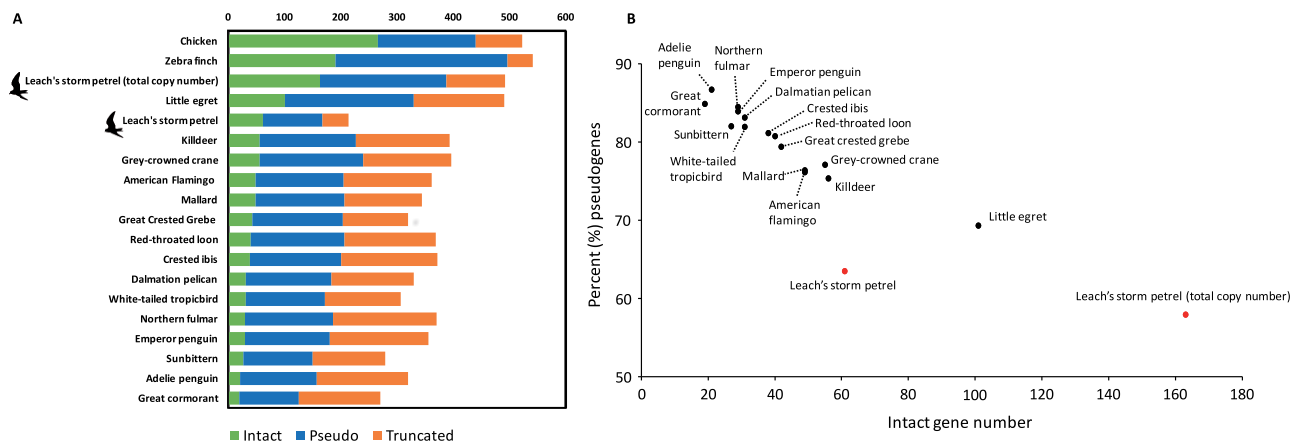 A
0 100 200 300 400 500 600
Chicken
Zebra finch
Leach's storm petrel (total copy number)
Little egret
Leach's storm petrel
Killdeer
Grey-crowned crane
American Flamingo
Mallard
Great Crested Grebe
Red-throated loon
Crested ibis
Dalmatian pelican
White-tailed tropicbird
Northern fulmar
Emperor penguin
Sunbittern
Adelie penguin
Great cormorant
Intact Pseudo Truncated
B
Percent (%) pseudogenes
90
80
70
60
50
Adelie
penguin
Northern
fulmar
Emperor penguin
Dalmatian pelican
Great
cormorant
Crested ibis
Red-throated loon
Sunbittern
Great crested grebe
White-tailed
tropicbird
Grey-crowned crane
Mallard
Killdeer
American
flamingo
Little egret
Leach’s storm petrel
Leach’s storm petrel (total copy number)
0 20 40 60 80 100 120 140 160 180
Intact gene number